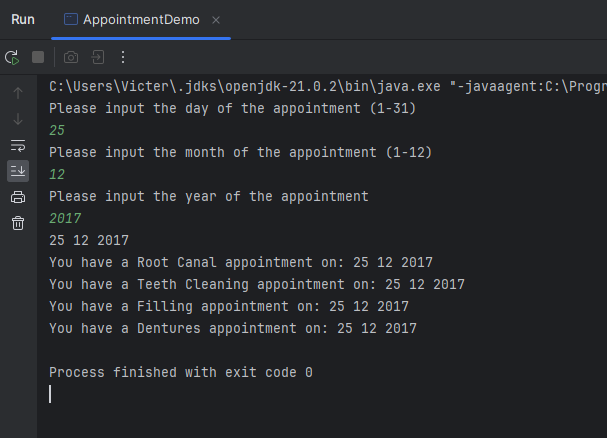 Run AppointmentDemo
C:\Users\Victer\.jdks\openjdk-21.0.2\bin\java.exe "-javaagent:C:\Progr
Please input the day of the appointment (1-31)
25
Please input the month of the appointment (1-12)
12
Please input the year of the appointment
2017
25 12 2017
You have a Root Canal appointment on: 25 12 2017
You have a Teeth Cleaning appointment on: 25 12 2017
You have a Filling appointment on: 25 12 2017
You have a Dentures appointment on: 25 12 2017
Process finished with exit code 0